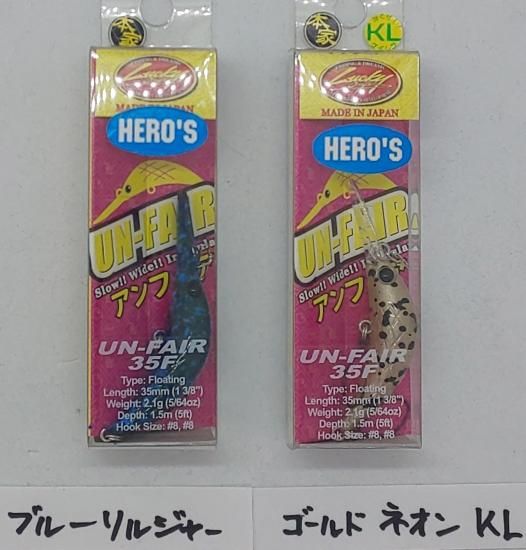 本家
Lucky
MADE IN JAPAN
HERO'S
UN-FAIR
Slow!! Wide!!
アンフ
UN-FAIR
35F
Type: Floating
Length: 35mm (1 3/8")
Weight: 2.1g (5/64oz)
Depth: 1.5m (5ft)
Hook Size: #8, #8
ブルーリルジャー
本家
KL
Lucky
MADE IN JAPAN
HERO'S
UN-FAIR
Slow!! Wide!!
アンフ
UN-FAIR
35F
Type: Floating
Length: 35mm (1 3/8")
Weight: 2.1g (5/64oz)
Depth: 1.5m (5ft)
Hook Size: #8, #8
ゴールド ネオン KL